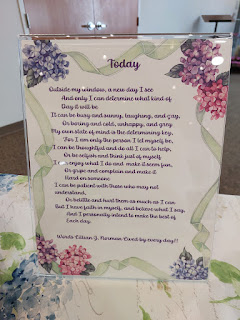 Today
Outside my window, a new day I see
And only I can determine what kind of
Day it will be.
It can be busy and sunny, laughing, and gay,
Or boring and cold, unhappy, and grey.
My own state of mind is the determining key,
For I am only the person I let myself be.
I can be thoughtful and do all I can to help,
Or be selfish and think just of myself.
I enjoy what I do and make it seem fun,
Or gripe and complain and make it
Hard on someone
I can be patient with those who may not
understand,
Or belittle and hurt them as much as I can.
But I have faith in myself, and believe what I say,
And I personally intend to make the best of
Each day.
Words Lillian J. Norman lived by every day!!